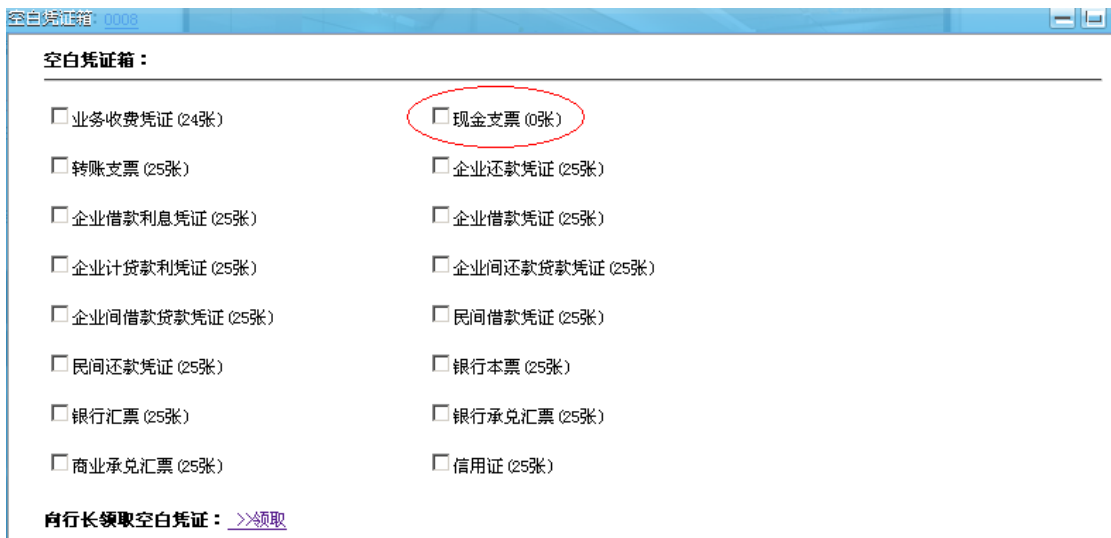 空白凭证箱: 0008
空白凭证箱：
业务收费凭证(24张) 现金支票(0张)
转账支票(25张) 企业还款凭证(25张)
企业借款利息凭证(25张) 企业借款凭证(25张)
企业计贷款利凭证(25张) 企业间还款贷款凭证(25张)
企业间借款贷款凭证(25张) 民间借款凭证(25张)
民间还款凭证(25张) 银行本票(25张)
银行汇票(25张) 银行承兑汇票(25张)
商业承兑汇票(25张) 信用证(25张)
向行长领取空白凭证： >>领取